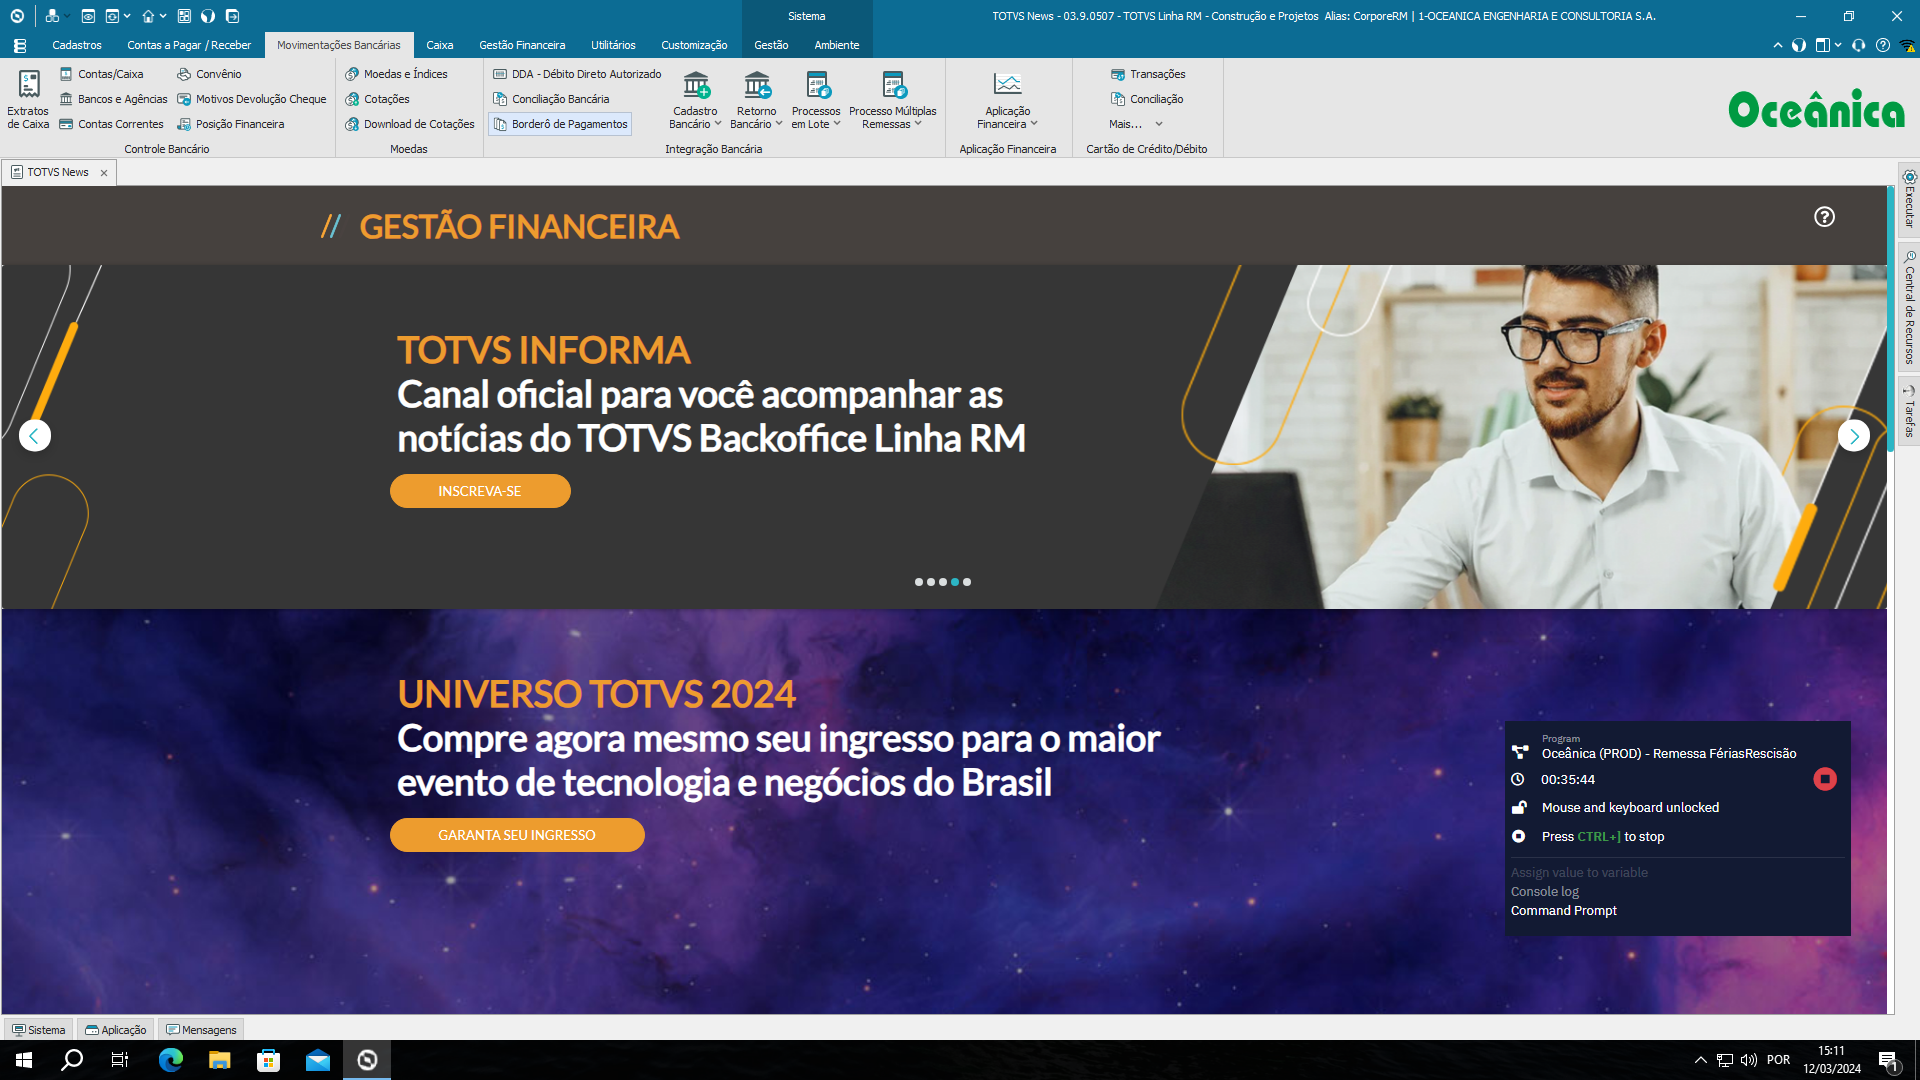 Sistema
TOTVS News - 03.9.0507 - TOTVS Linha RM - Construção e Projetos  Alias: CorporeRM | 1-OCEANICA ENGENHARIA E CONSULTORIA S.A.
Cadastros
Contas a Pagar / Receber
Movimentações Bancárias
Caixa
Gestão Financeira
Utilitários
Customização
Gestão
Ambiente
Extratos
de Caixa
Contas/Caixa
Bancos e Agências
Contas Correntes
Convênio
Motivos Devolução Cheque
Posição Financeira
Controle Bancário
Moedas e Índices
Cotações
Download de Cotações
Moedas
DDA - Débito Direto Autorizado
Conciliação Bancária
Borderô de Pagamentos
Cadastro
Bancário
Retorno
Bancário
Processos
em Lote
Processo Múltiplas
Remessas
Integração Bancária
Aplicação
Financeira
Aplicação Financeira
Transações
Conciliação
Mais...
Cartão de Crédito/Débito
Oceânica
TOTVS News
Executar
Central de Recursos
Tarefas
// GESTÃO FINANCEIRA
TOTVS INFORMA
Canal oficial para você acompanhar as
notícias do TOTVS Backoffice Linha RM
INSCREVA-SE
UNIVERSO TOTVS 2024
Compre agora mesmo seu ingresso para o maior
evento de tecnologia e negócios do Brasil
GARANTA SEU INGRESSO
Program
Oceânica (PROD) - Remessa FériasRescisão
00:35:44
Mouse and keyboard unlocked
Press CTRL+] to stop
Assign value to variable
Console log
Command Prompt
Sistema
Aplicação
Mensagens
POR
15:11
12/03/2024
1